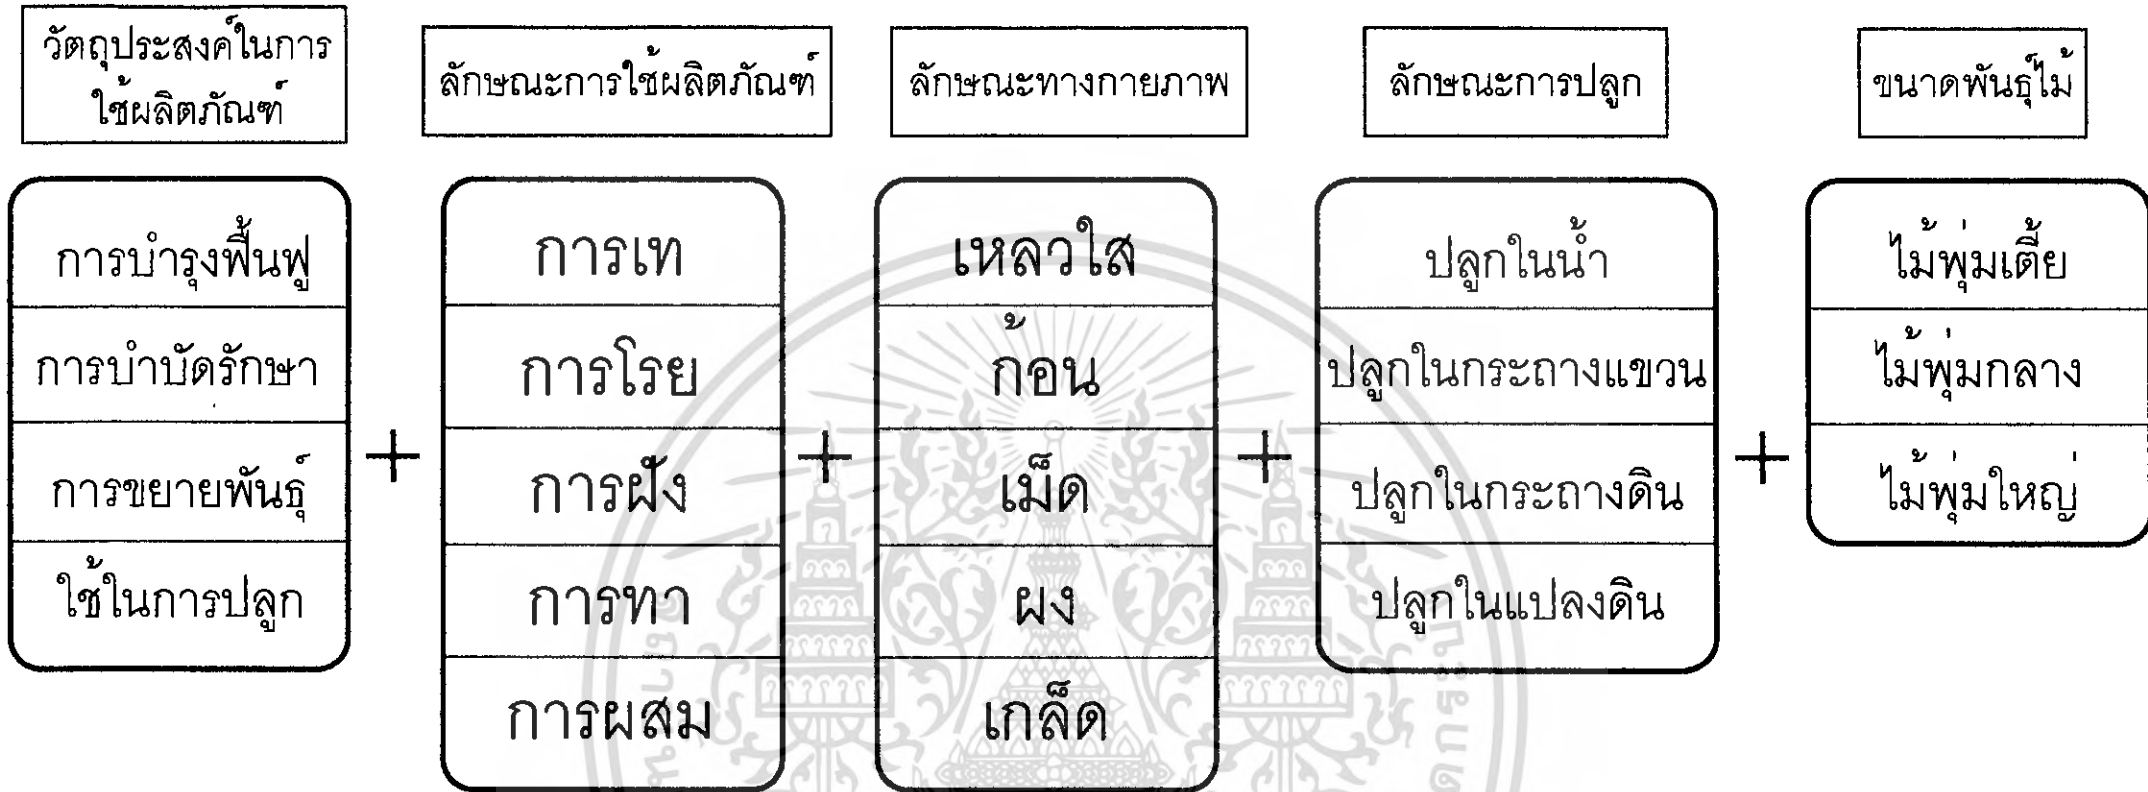 วัตถุประสงค์ในการ
ใช้ผลิตภัณฑ์
ลักษณะการใช้ผลิตภัณฑ์
ลักษณะทางกายภาพ
ลักษณะการปลูก
ขนาดพันธุ์ไม้
การบำรุงฟื้นฟู
การบำบัดรักษา
การขยายพันธุ์
ใช้ในการปลูก
+
การเท
การโรย
การฝัง
การทา
การผสม
+
เหลวใส
ก้อน
เม็ด
ผง
เกล็ด
+
ปลูกในน้ำ
ปลูกในกระถางแขวน
ปลูกในกระถางดิน
ปลูกในแปลงดิน
+
ไม้พุ่มเตี้ย
ไม้พุ่มกลาง
ไม้พุ่มใหญ่